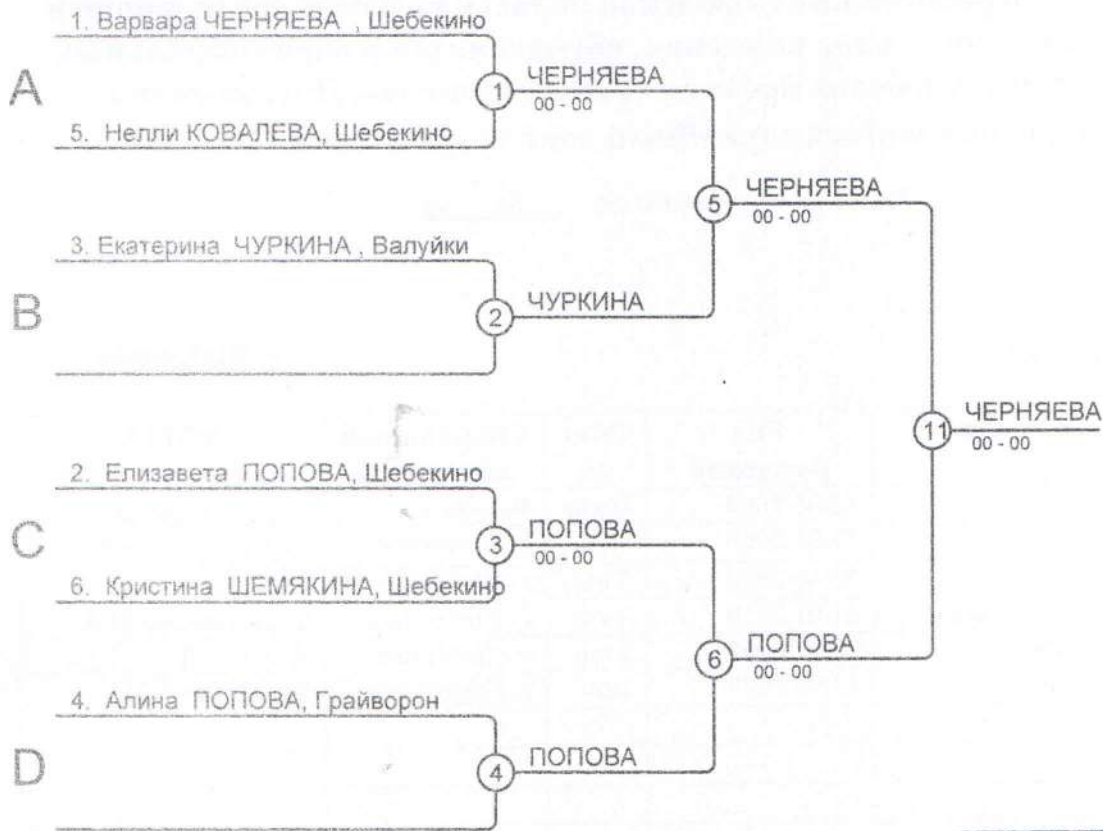 1. Варвара ЧЕРНЯЕВА , Шебекино
A
1
ЧЕРНЯЕВА
00 - 00
5. Нелли КОВАЛЕВА, Шебекино
5
ЧЕРНЯЕВА
00 - 00
3. Екатерина ЧУРКИНА , Валуйки
B
2
ЧУРКИНА
11
ЧЕРНЯЕВА
00 - 00
2. Елизавета ПОПОВА, Шебекино
C
3
ПОПОВА
00 - 00
6. Кристина ШЕМЯКИНА, Шебекино
6
ПОПОВА
00 - 00
4. Алина ПОПОВА, Грайворон
D
4
ПОПОВА